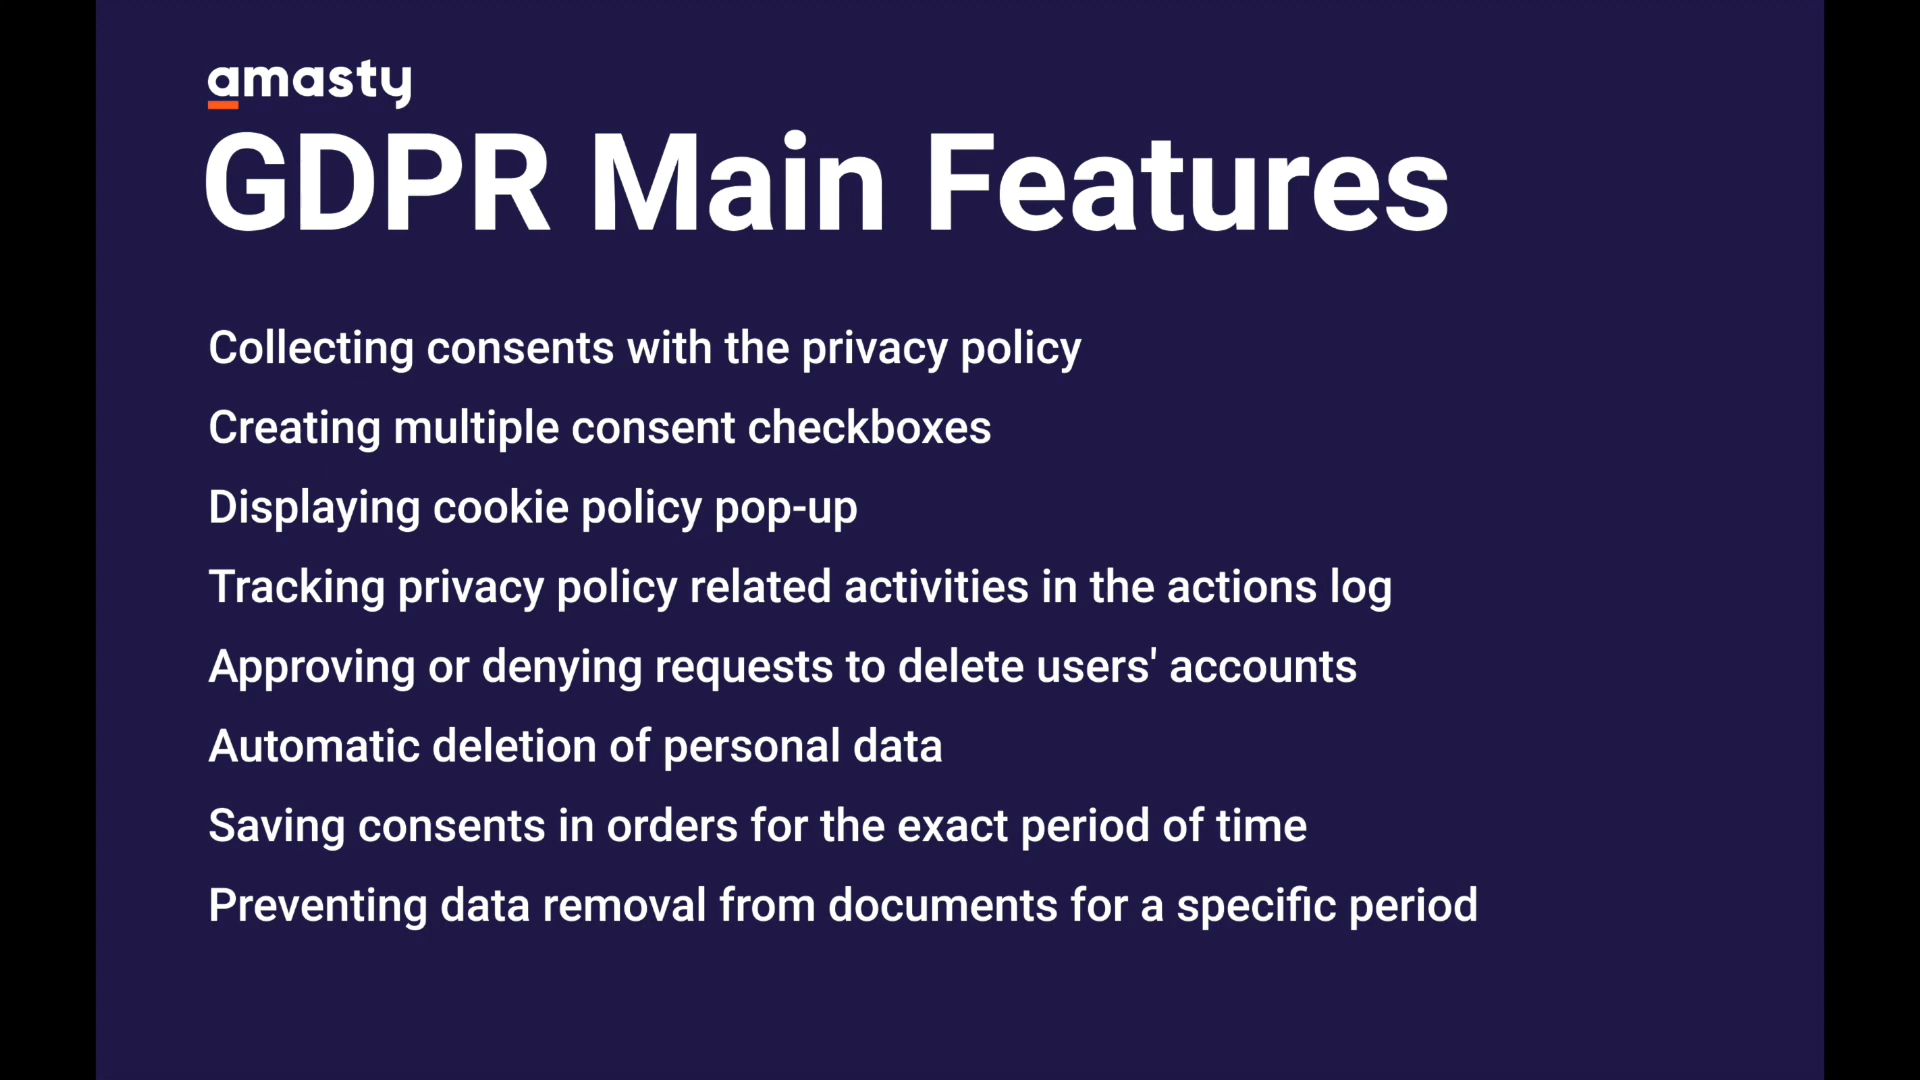 amasty
GDPR Main Features
Collecting consents with the privacy policy
Creating multiple consent checkboxes
Displaying cookie policy pop-up
Tracking privacy policy related activities in the actions log
Approving or denying requests to delete users' accounts
Automatic deletion of personal data
Saving consents in orders for the exact period of time
Preventing data removal from documents for a specific period